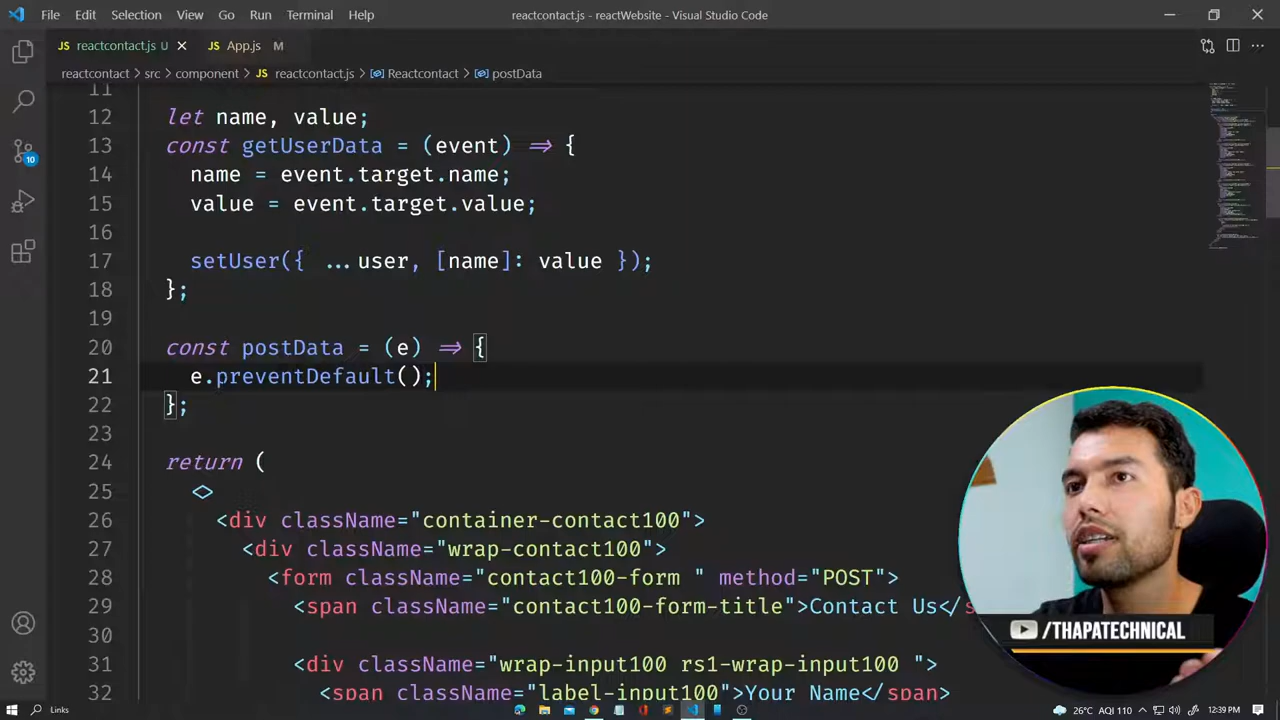 File Edit Selection View Go Run Terminal Help reactcontact.js - reactWebsite - Visual Studio Code
JS reactcontact.js U JS App.js M
reactcontact > src > component > JS reactcontact.js > Reactcontact > postData
11
12 let name, value;
13 const getUserData = (event) => {
14 name = event.target.name;
15 value = event.target.value;
16
17 setUser({ ...user, [name]: value });
18 };
19
20 const postData = (e) => {
21 e.preventDefault();
22 };
23
24 return (
25 <>
26 <div className="container-contact100">
27 <div className="wrap-contact100">
28 <form className="contact100-form " method="POST">
29 <span className="contact100-form-title">Contact Us</s
30
31 <div className="wrap-input100 rs1-wrap-input100 ">
32 <span className="label-input100">Your Name</span>
10
/THAPATECHNICAL
Links 26°C AQI 110 12:39 PM